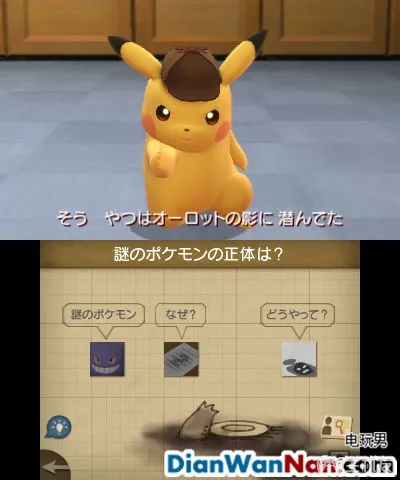 そう　やつはオーロットの影に 潜んでた
謎のポケモンの正体は？
謎のポケモン
なぜ？
どうやって？
电玩男
DianWanNan.com